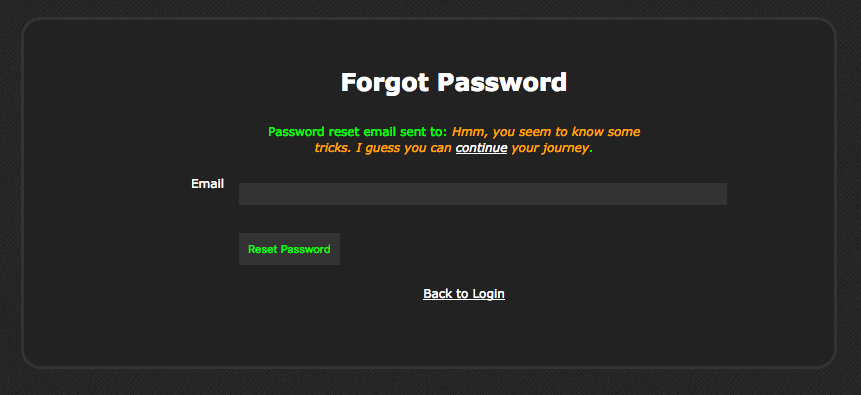 Forgot Password
Password reset email sent to: Hmm, you seem to know some
tricks. I guess you can continue your journey.
Email
Reset Password
Back to Login